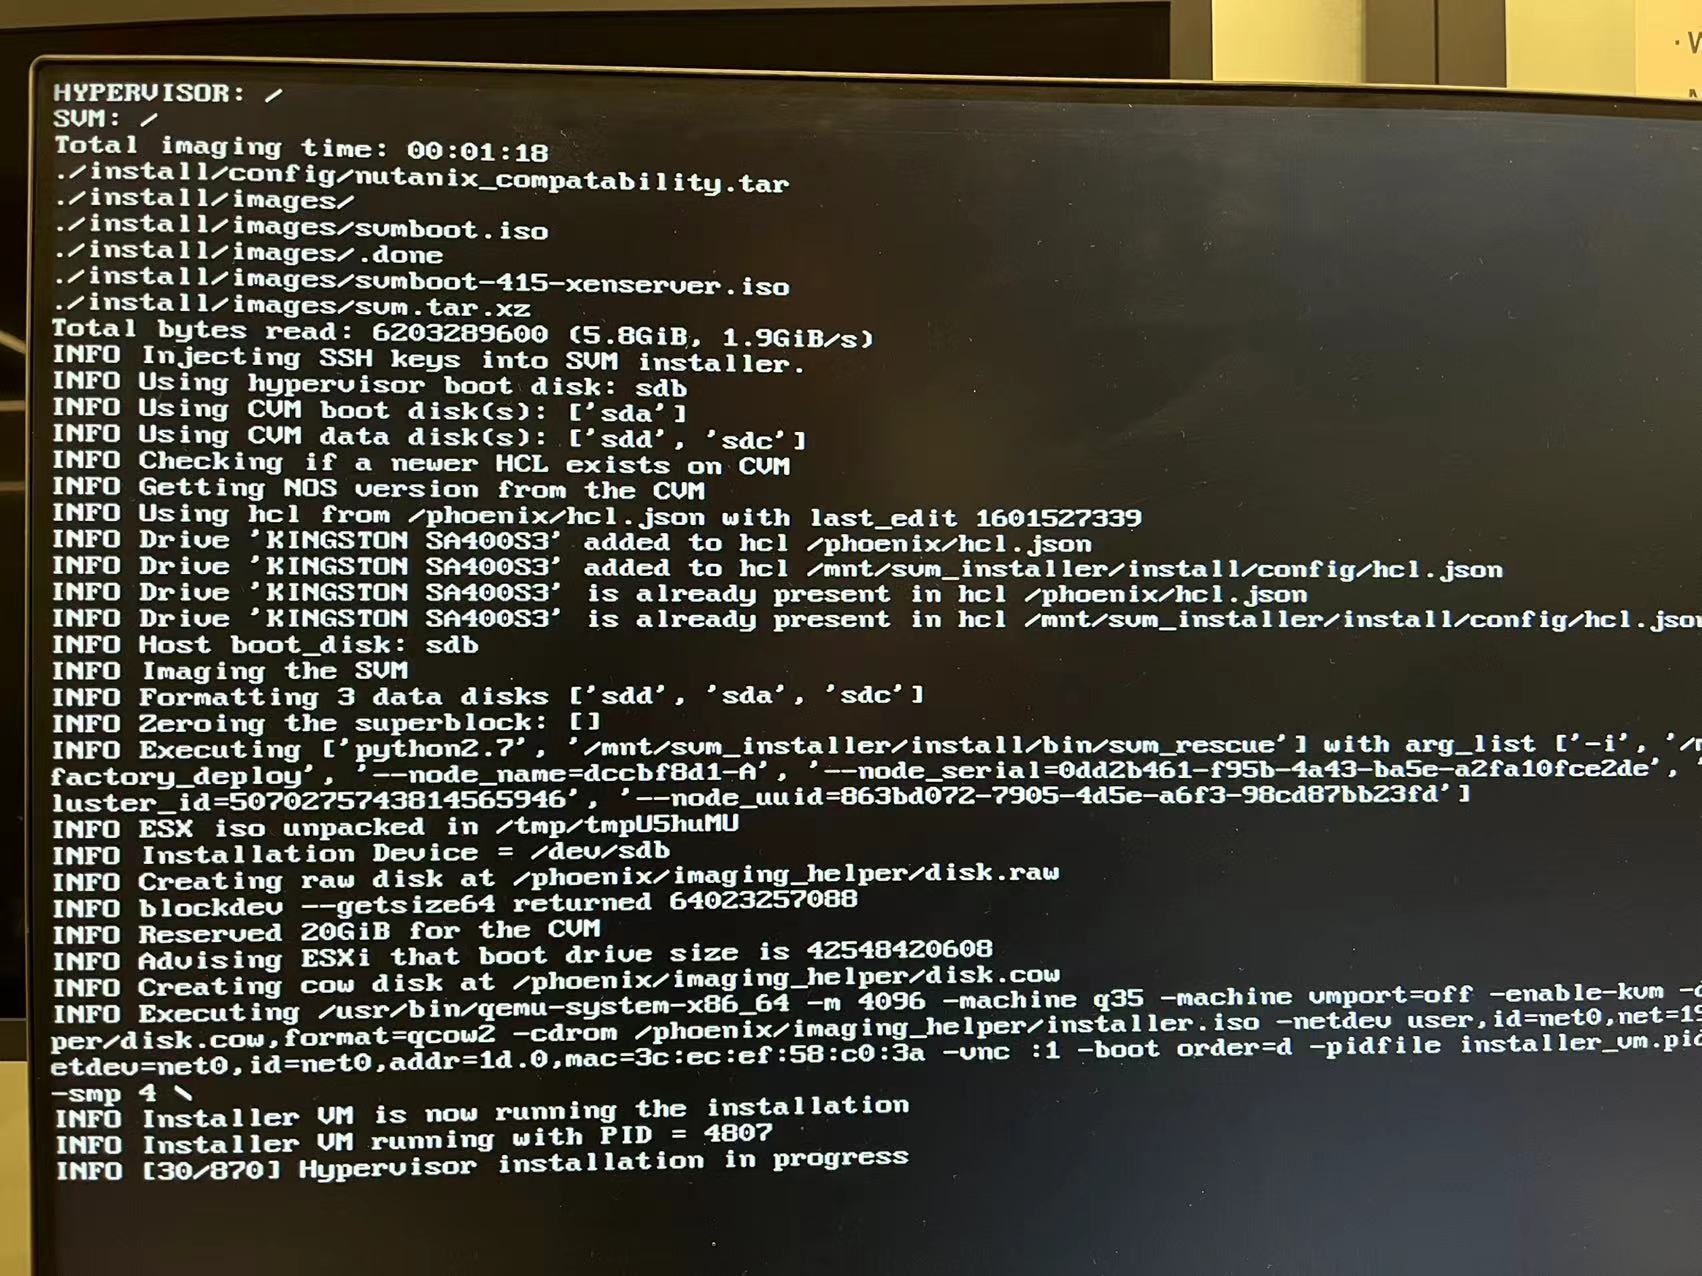 HYPERVISOR: /
SVM: /
Total imaging time: 00:01:18
./install/config/nutanix_compatability.tar
./install/images/
./install/images/svmboot.iso
./install/images/.done
./install/images/svmboot-415-xenserver.iso
./install/images/svm.tar.xz
Total bytes read: 6203289600 (5.8GiB, 1.9GiB/s)
INFO Injecting SSH keys into SVM installer.
INFO Using hypervisor boot disk: sdb
INFO Using CVM boot disk(s): ['sda']
INFO Using CVM data disk(s): ['sdd', 'sdc']
INFO Checking if a newer HCL exists on CVM
INFO Getting NOS version from the CVM
INFO Using hcl from /phoenix/hcl.json with last_edit 1601527339
INFO Drive 'KINGSTON SA400S3' added to hcl /phoenix/hcl.json
INFO Drive 'KINGSTON SA400S3' added to hcl /mnt/svm_installer/install/config/hcl.json
INFO Drive 'KINGSTON SA400S3' is already present in hcl /phoenix/hcl.json
INFO Drive 'KINGSTON SA400S3' is already present in hcl /mnt/svm_installer/install/config/hcl.json
INFO Host boot_disk: sdb
INFO Imaging the SVM
INFO Formatting 3 data disks ['sdd', 'sda', 'sdc']
INFO Zeroing the superblock: []
INFO Executing ['python2.7', '/mnt/svm_installer/install/bin/svm_rescue'] with arg_list ['-i', '/
factory_deploy', '--node_name=dccbf8d1-A', '--node_serial=0dd2b461-f95b-4a43-ba5e-a2fa10fce2de', '
luster_id=5070275743814565946', '--node_uuid=863bd072-7905-4d5e-a6f3-98cd87bb23fd']
INFO ESX iso unpacked in /tmp/tmpU5huMU
INFO Installation Device = /dev/sdb
INFO Creating raw disk at /phoenix/imaging_helper/disk.raw
INFO blockdev --getsize64 returned 64023257088
INFO Reserved 20GiB for the CVM
INFO Advising ESXi that boot drive size is 42548420608
INFO Creating cow disk at /phoenix/imaging_helper/disk.cow
INFO Executing /usr/bin/qemu-system-x86_64 -m 4096 -machine q35 -machine vmport=off -enable-kvm -
per/disk.cow,format=qcow2 -cdrom /phoenix/imaging_helper/installer.iso -netdev user,id=net0,net=19
etdev=net0,id=net0,addr=1d.0,mac=3c:ec:ef:58:c0:3a -vnc :1 -boot order=d -pidfile installer_vm.pid
-smp 4 \
INFO Installer VM is now running the installation
INFO Installer VM running with PID = 4807
INFO [30/870] Hypervisor installation in progress